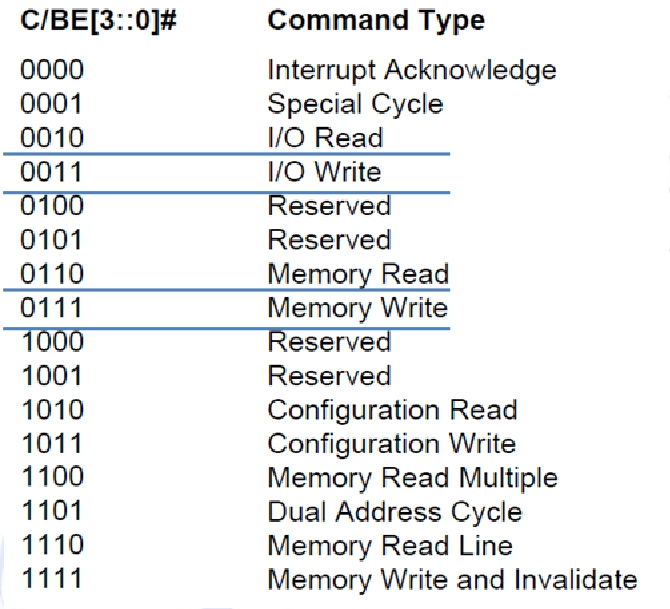 C/BE[3::0]# Command Type
0000 Interrupt Acknowledge
0001 Special Cycle
0010 I/O Read
0011 I/O Write
0100 Reserved
0101 Reserved
0110 Memory Read
0111 Memory Write
1000 Reserved
1001 Reserved
1010 Configuration Read
1011 Configuration Write
1100 Memory Read Multiple
1101 Dual Address Cycle
1110 Memory Read Line
1111 Memory Write and Invalidate